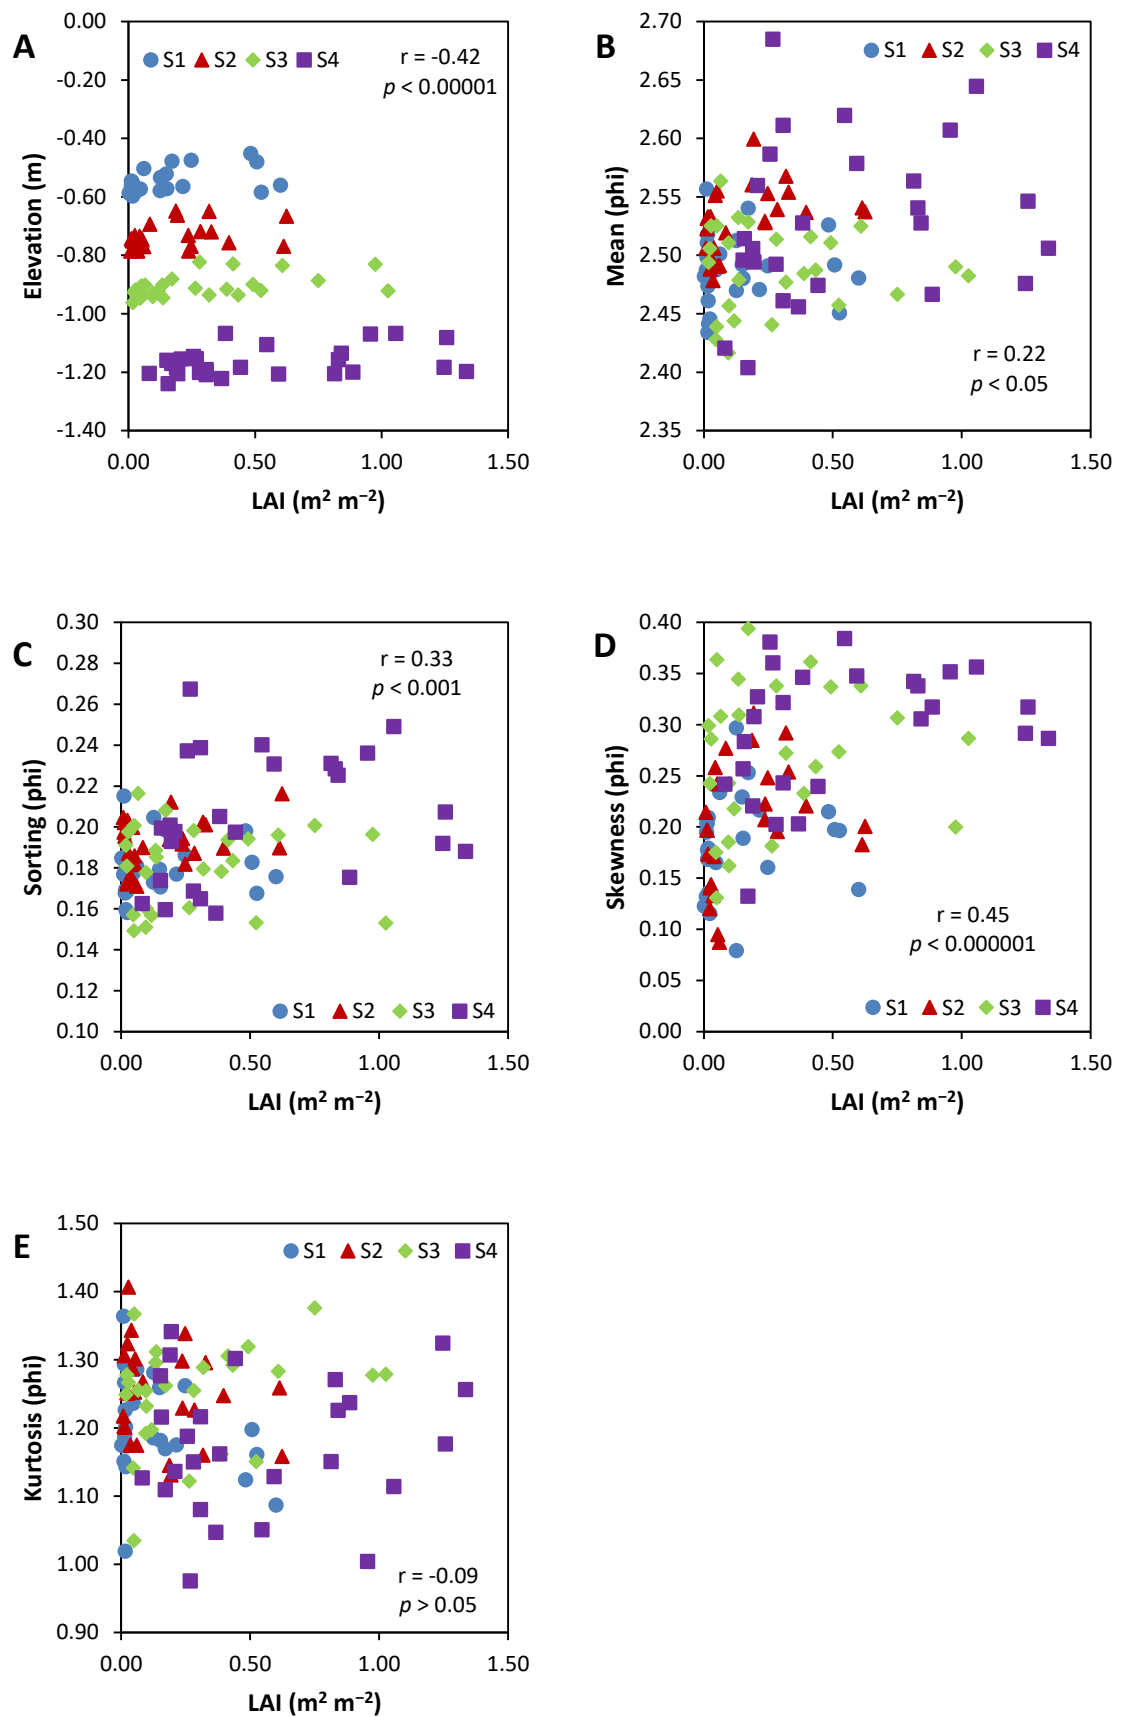 A
0.00
-0.20
-0.40
-0.60
-0.80
-1.00
-1.20
-1.40
Elevation (m)
S1 S2 S3 S4
r = -0.42
p < 0.00001
0.00 0.50 1.00 1.50
LAI (m² m⁻²)
B
2.70
2.65
2.60
2.55
2.50
2.45
2.40
2.35
Mean (phi)
S1 S2 S3 S4
r = 0.22
p < 0.05
0.00 0.50 1.00 1.50
LAI (m² m⁻²)
C
0.30
0.28
0.26
0.24
0.22
0.20
0.18
0.16
0.14
0.12
0.10
Sorting (phi)
r = 0.33
p < 0.001
S1 S2 S3 S4
0.00 0.50 1.00 1.50
LAI (m² m⁻²)
D
0.40
0.35
0.30
0.25
0.20
0.15
0.10
0.05
0.00
Skewness (phi)
r = 0.45
p < 0.000001
S1 S2 S3 S4
0.00 0.50 1.00 1.50
LAI (m² m⁻²)
E
1.50
1.40
1.30
1.20
1.10
1.00
0.90
Kurtosis (phi)
S1 S2 S3 S4
r = -0.09
p > 0.05
0.00 0.50 1.00 1.50
LAI (m² m⁻²)